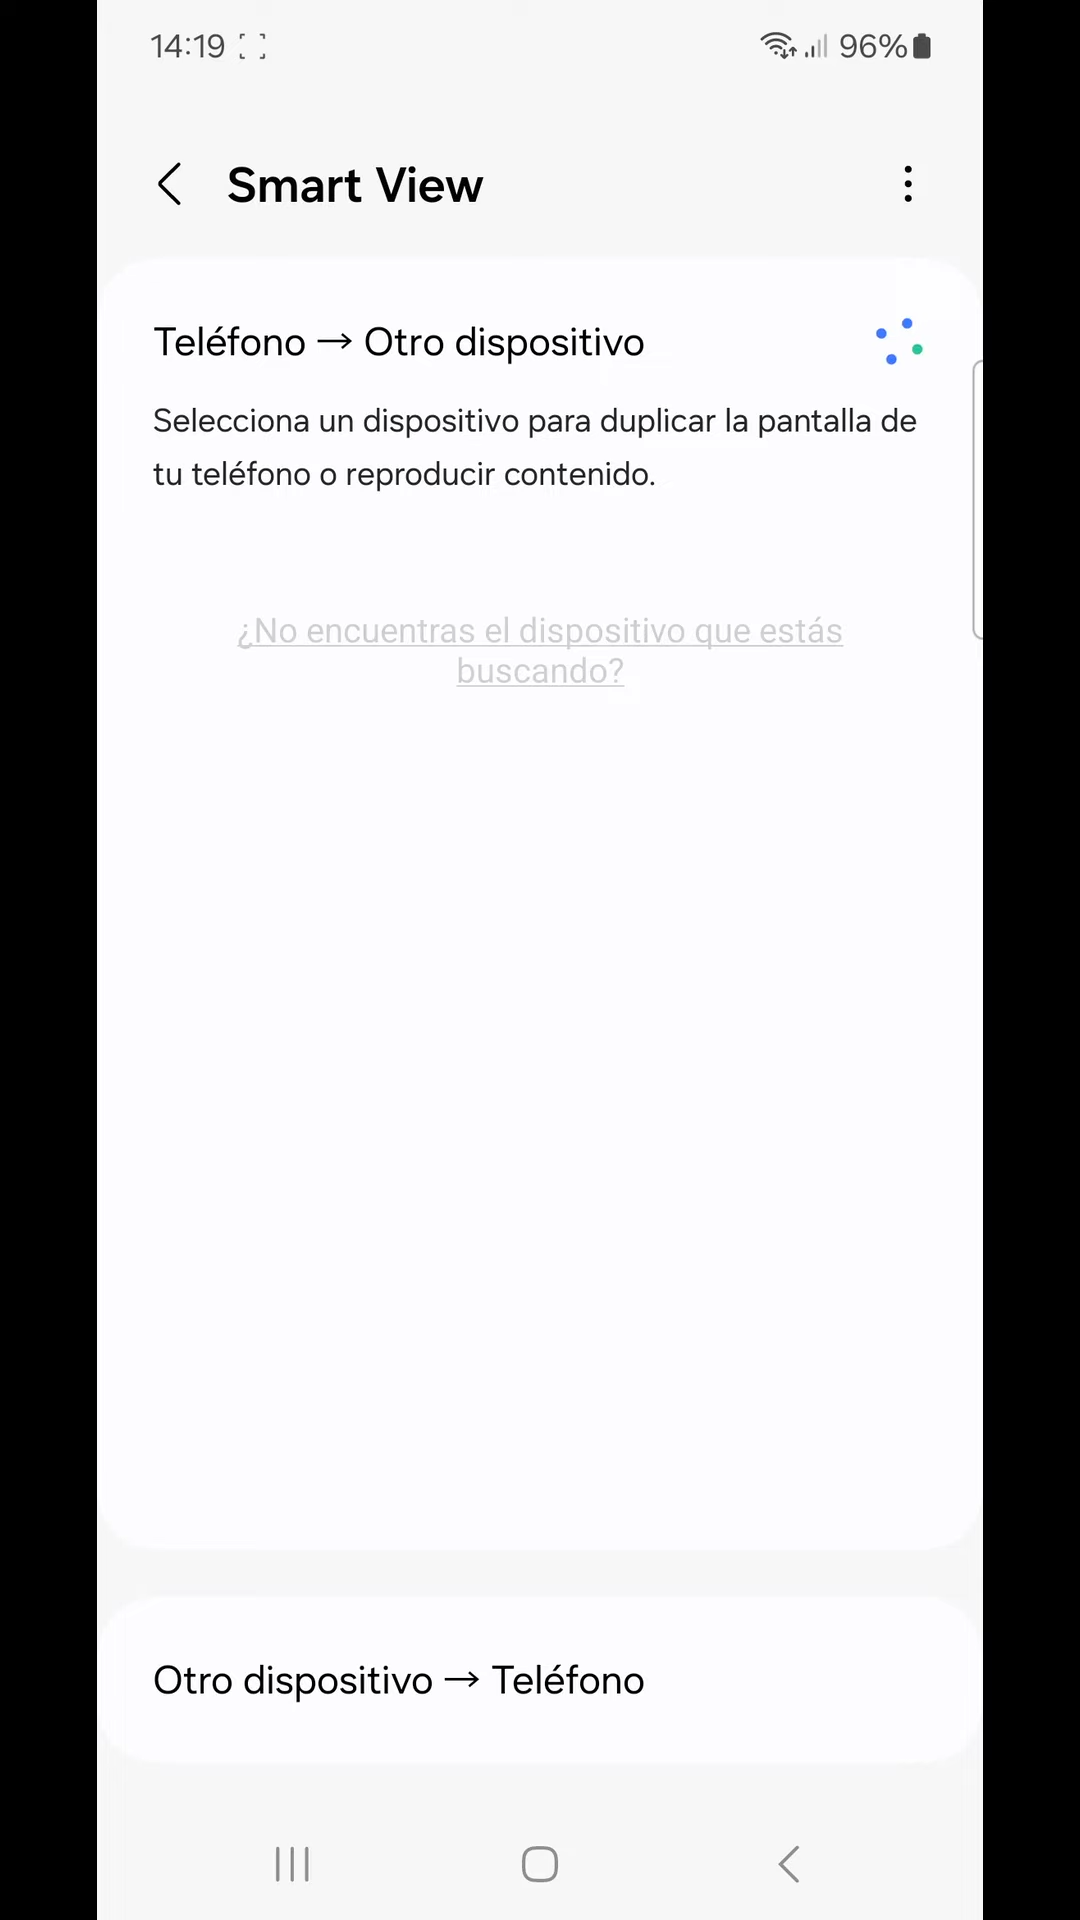 14:19 96%
Smart View
Teléfono → Otro dispositivo
Selecciona un dispositivo para duplicar la pantalla de
tu teléfono o reproducir contenido.
¿No encuentras el dispositivo que estás
buscando?
Otro dispositivo → Teléfono